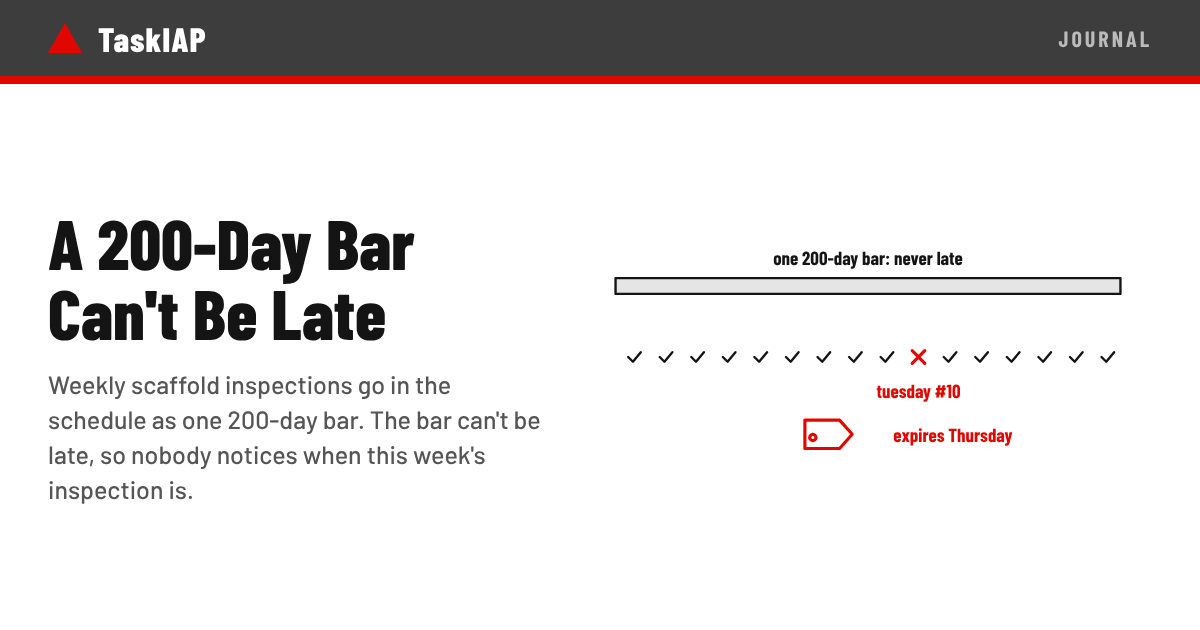 TaskIAP
JOURNAL
A 200-Day Bar
Can't Be Late
Weekly scaffold inspections go in the
schedule as one 200-day bar. The bar can't be
late, so nobody notices when this week's
inspection is.
one 200-day bar: never late
tuesday #10
expires Thursday